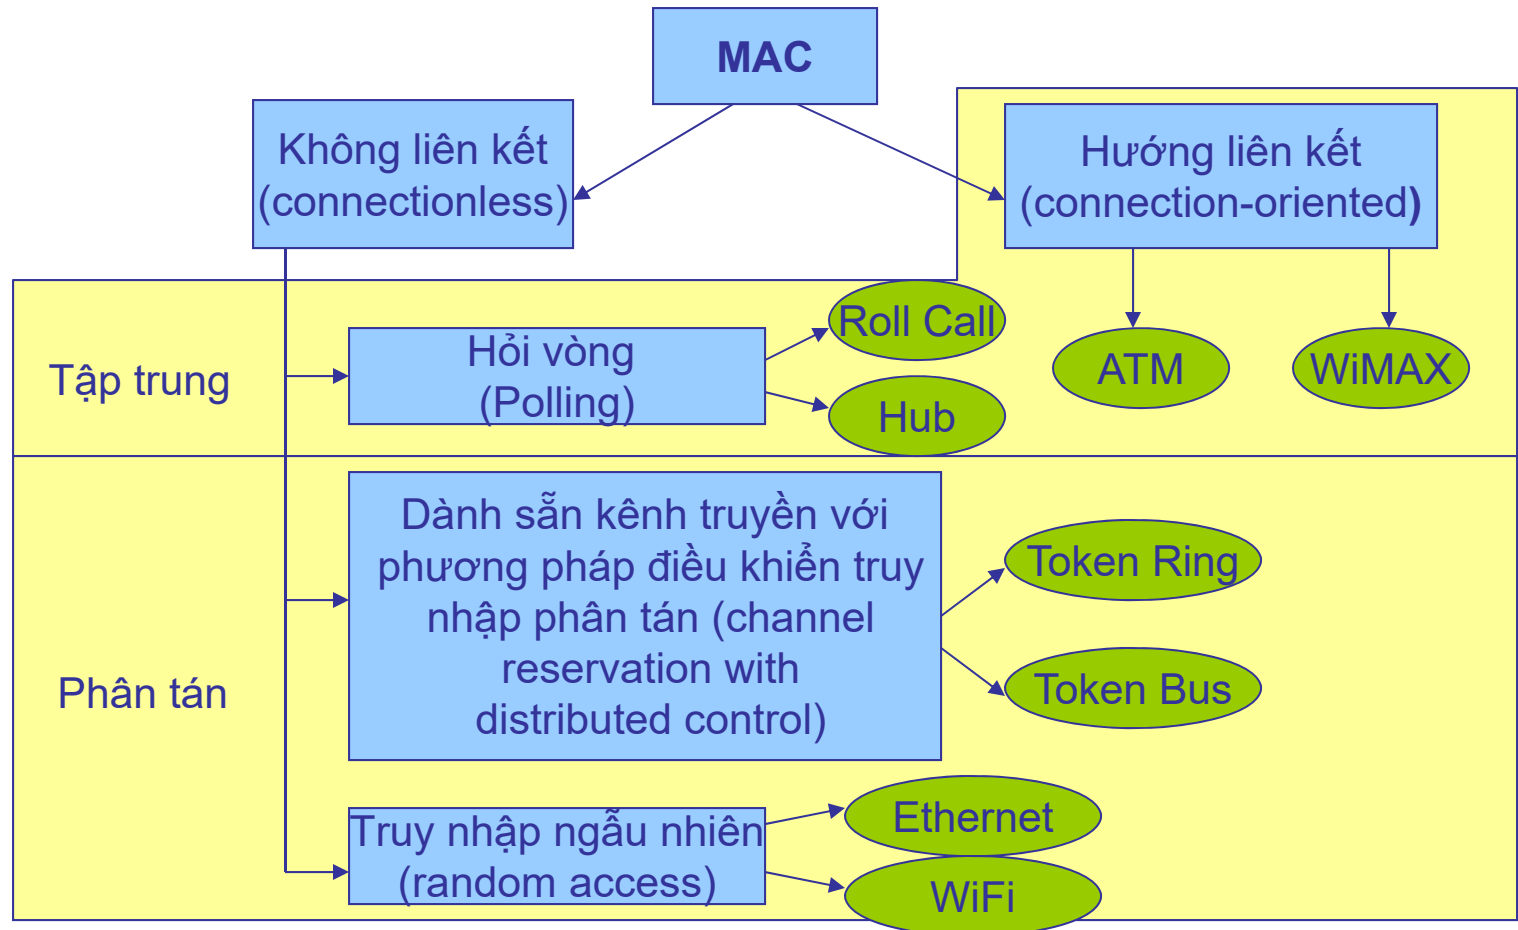 MAC
Không liên kết
(connectionless)
Hướng liên kết
(connection-oriented)
Tập trung
Hỏi vòng
(Polling)
Roll Call
Hub
ATM
WiMAX
Phân tán
Dành sẵn kênh truyền với
phương pháp điều khiển truy
nhập phân tán (channel
reservation with
distributed control)
Token Ring
Token Bus
Truy nhập ngẫu nhiên
(random access)
Ethernet
WiFi